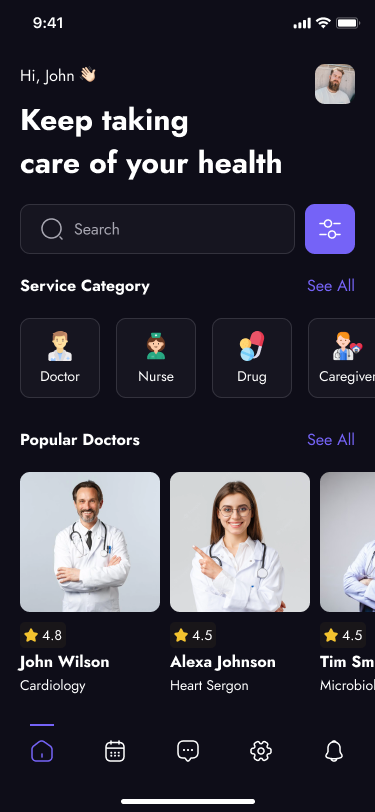 9:41
Hi, John 👋🏻
Keep taking
care of your health
Search
Service Category
See All
Doctor
Nurse
Drug
Caregiver
Popular Doctors
See All
4.8
4.5
4.5
John Wilson
Alexa Johnson
Tim Sm
Cardiology
Heart Sergon
Microbiol